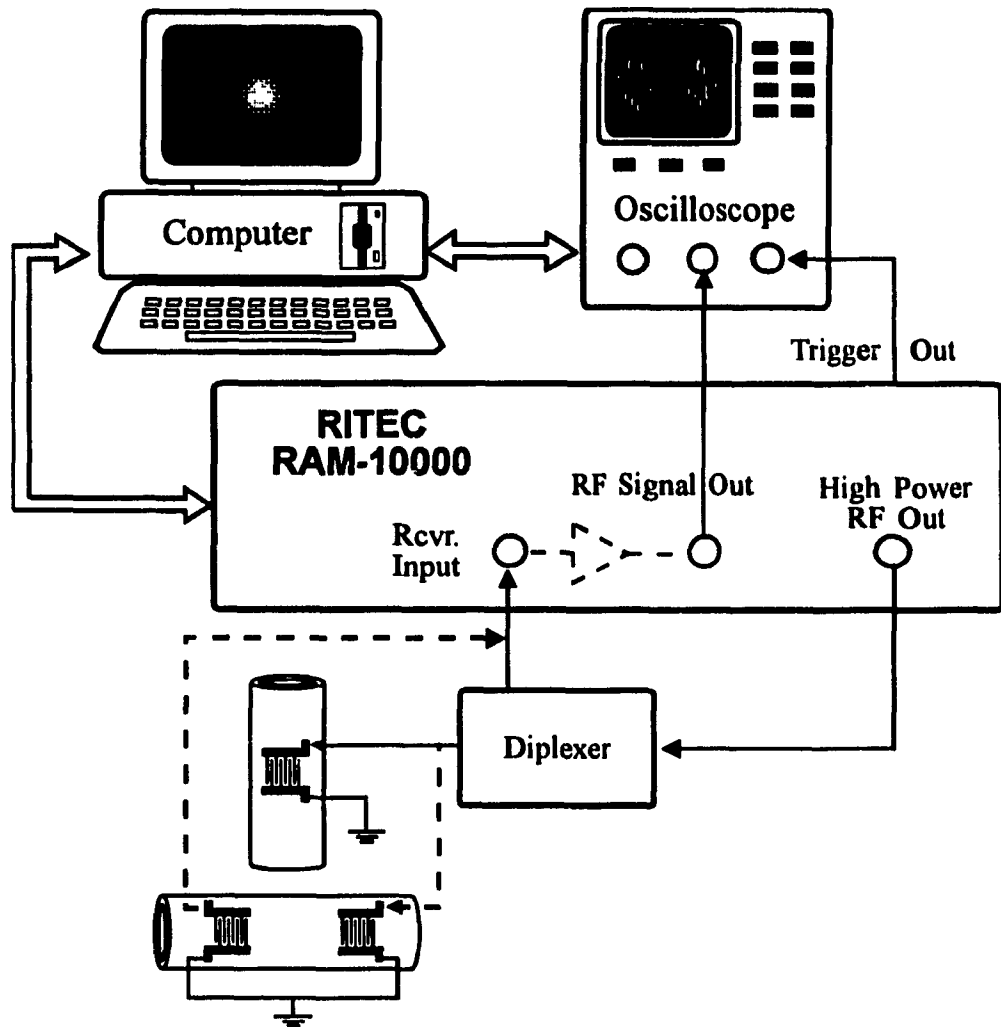 Computer
Oscilloscope
Trigger Out
RITEC
RAM-10000
RF Signal Out
High Power
RF Out
Rcvr.
Input
Diplexer